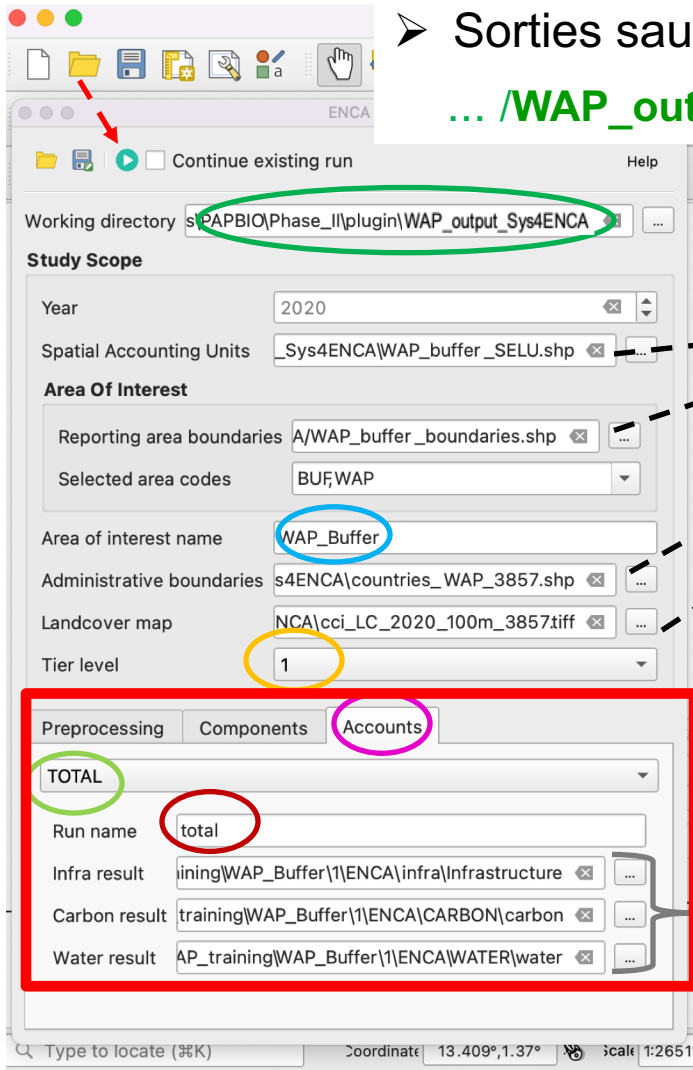 ➢ Sorties sau
... /WAP_out
a
ENCA
Continue existing run
Help
Working directory s\PAPBIO\Phase_II\plugin\WAP_output_Sys4ENCA ...
Study Scope
Year 2020
Spatial Accounting Units _Sys4ENCA\WAP_buffer_SELU.shp ...
Area Of Interest
Reporting area boundaries A/WAP_buffer_boundaries.shp ...
Selected area codes BUF,WAP
Area of interest name WAP_Buffer
Administrative boundaries s4ENCA\countries_WAP_3857.shp ...
Landcover map NCA\cci_LC_2020_100m_3857.tiff ...
Tier level 1
Preprocessing Components Accounts
TOTAL
Run name total
Infra result ining\WAP_Buffer\1\ENCA\infra\Infrastructure ...
Carbon result training\WAP_Buffer\1\ENCA\CARBON\carbon ...
Water result AP_training\WAP_Buffer\1\ENCA\WATER\water ...
Type to locate (⌘K) Coordinate 13.409°,1.37° Scale 1:2651